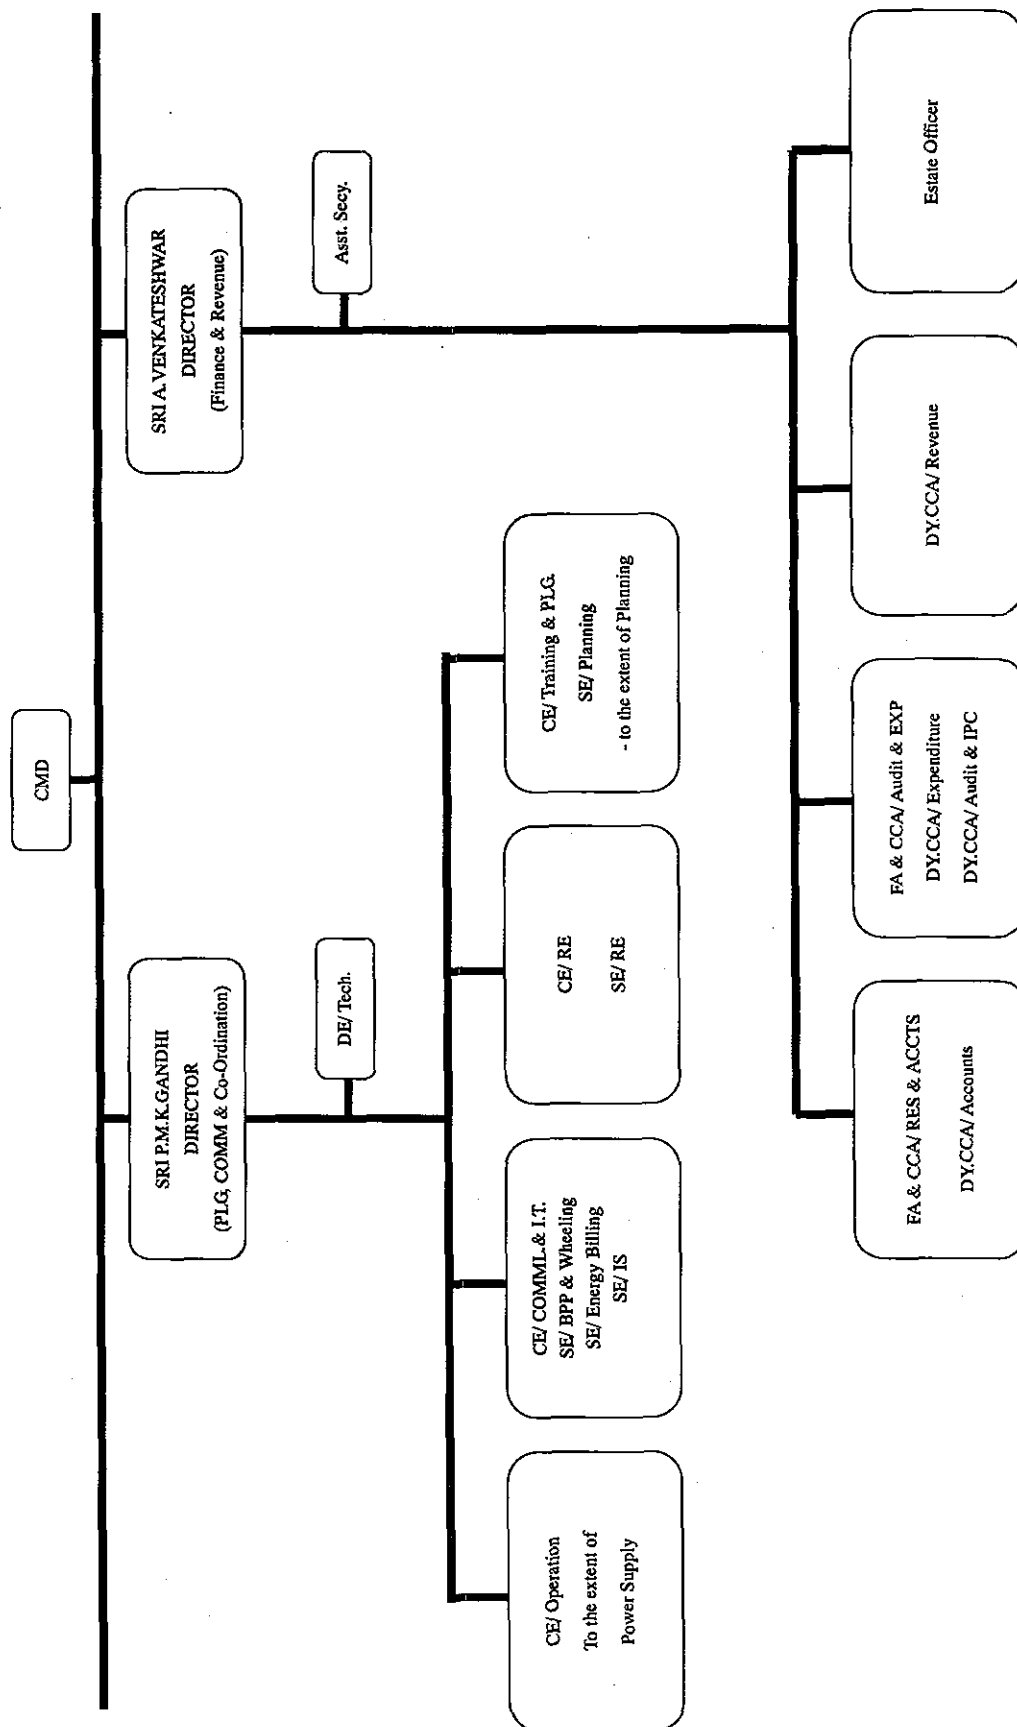 CMD
SRI P.M.K.GANDHI
DIRECTOR
(PLG, COMM & Co-Ordination)
SRI A.VENKATESHWAR
DIRECTOR
(Finance & Revenue)
DE/ Tech.
Asst. Secy.
CE/ Operation
To the extent of
Power Supply
CE/ COMML.& I.T.
SE/ BPP & Wheeling
SE/ Energy Billing
SE/ IS
CE/ RE
SE/ RE
CE/ Training & PLG.
SE/ Planning
- to the extent of Planning
FA & CCA/ RES & ACCTS
DY.CCA/ Accounts
FA & CCA/ Audit & EXP
DY.CCA/ Expenditure
DY.CCA/ Audit & IPC
DY.CCA/ Revenue
Estate Officer